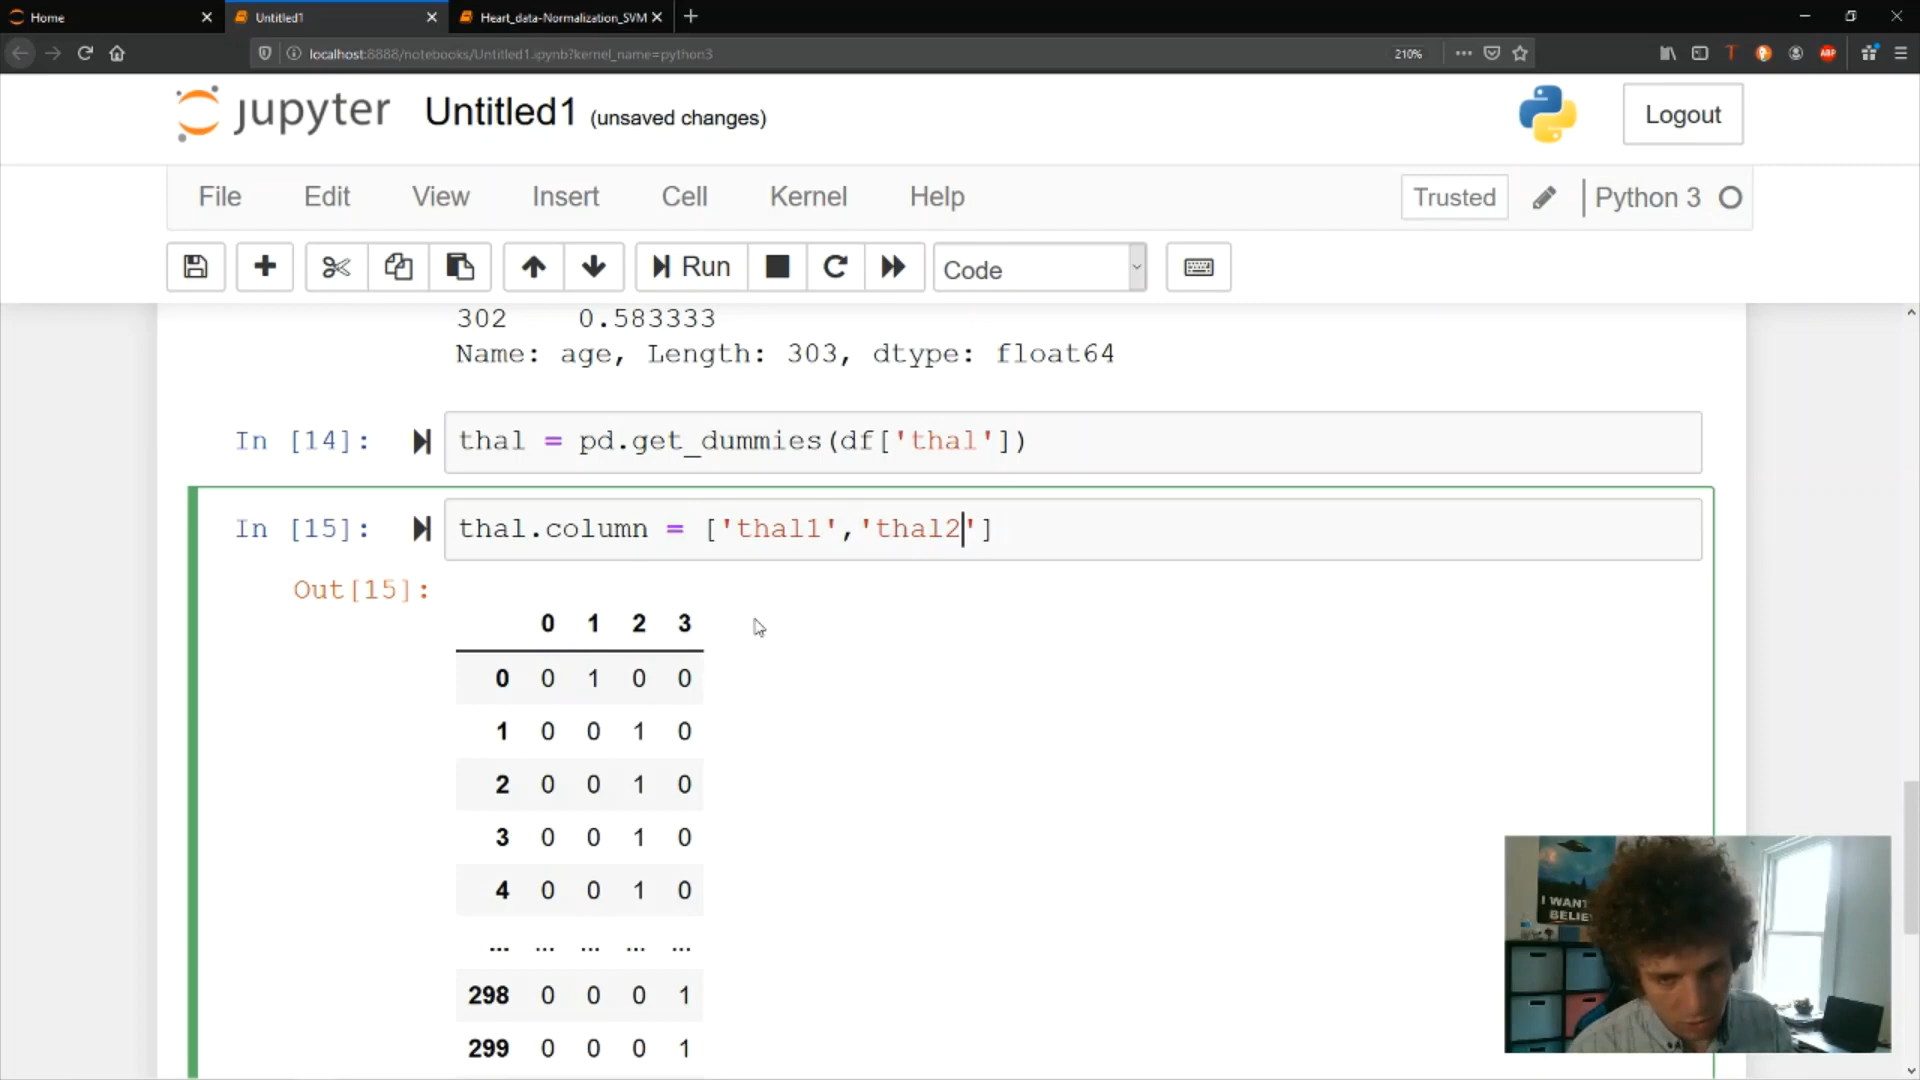 Home
Untitled1
Heart_data-Normalization_SVM
localhost:8888/notebooks/Untitled1.ipynb?kernel_name=python3
210%
ABP
jupyter Untitled1 (unsaved changes)
Logout
File Edit View Insert Cell Kernel Help
Trusted Python 3
Run Code
302 0.583333
Name: age, Length: 303, dtype: float64
In [14]: thal = pd.get_dummies(df['thal'])
In [15]: thal.column = ['thal1','thal2']
Out[15]:
0 1 2 3
0 0 1 0 0
1 0 0 1 0
2 0 0 1 0
3 0 0 1 0
4 0 0 1 0
... ... ... ... ...
298 0 0 0 1
299 0 0 0 1
I WANT
BELIE